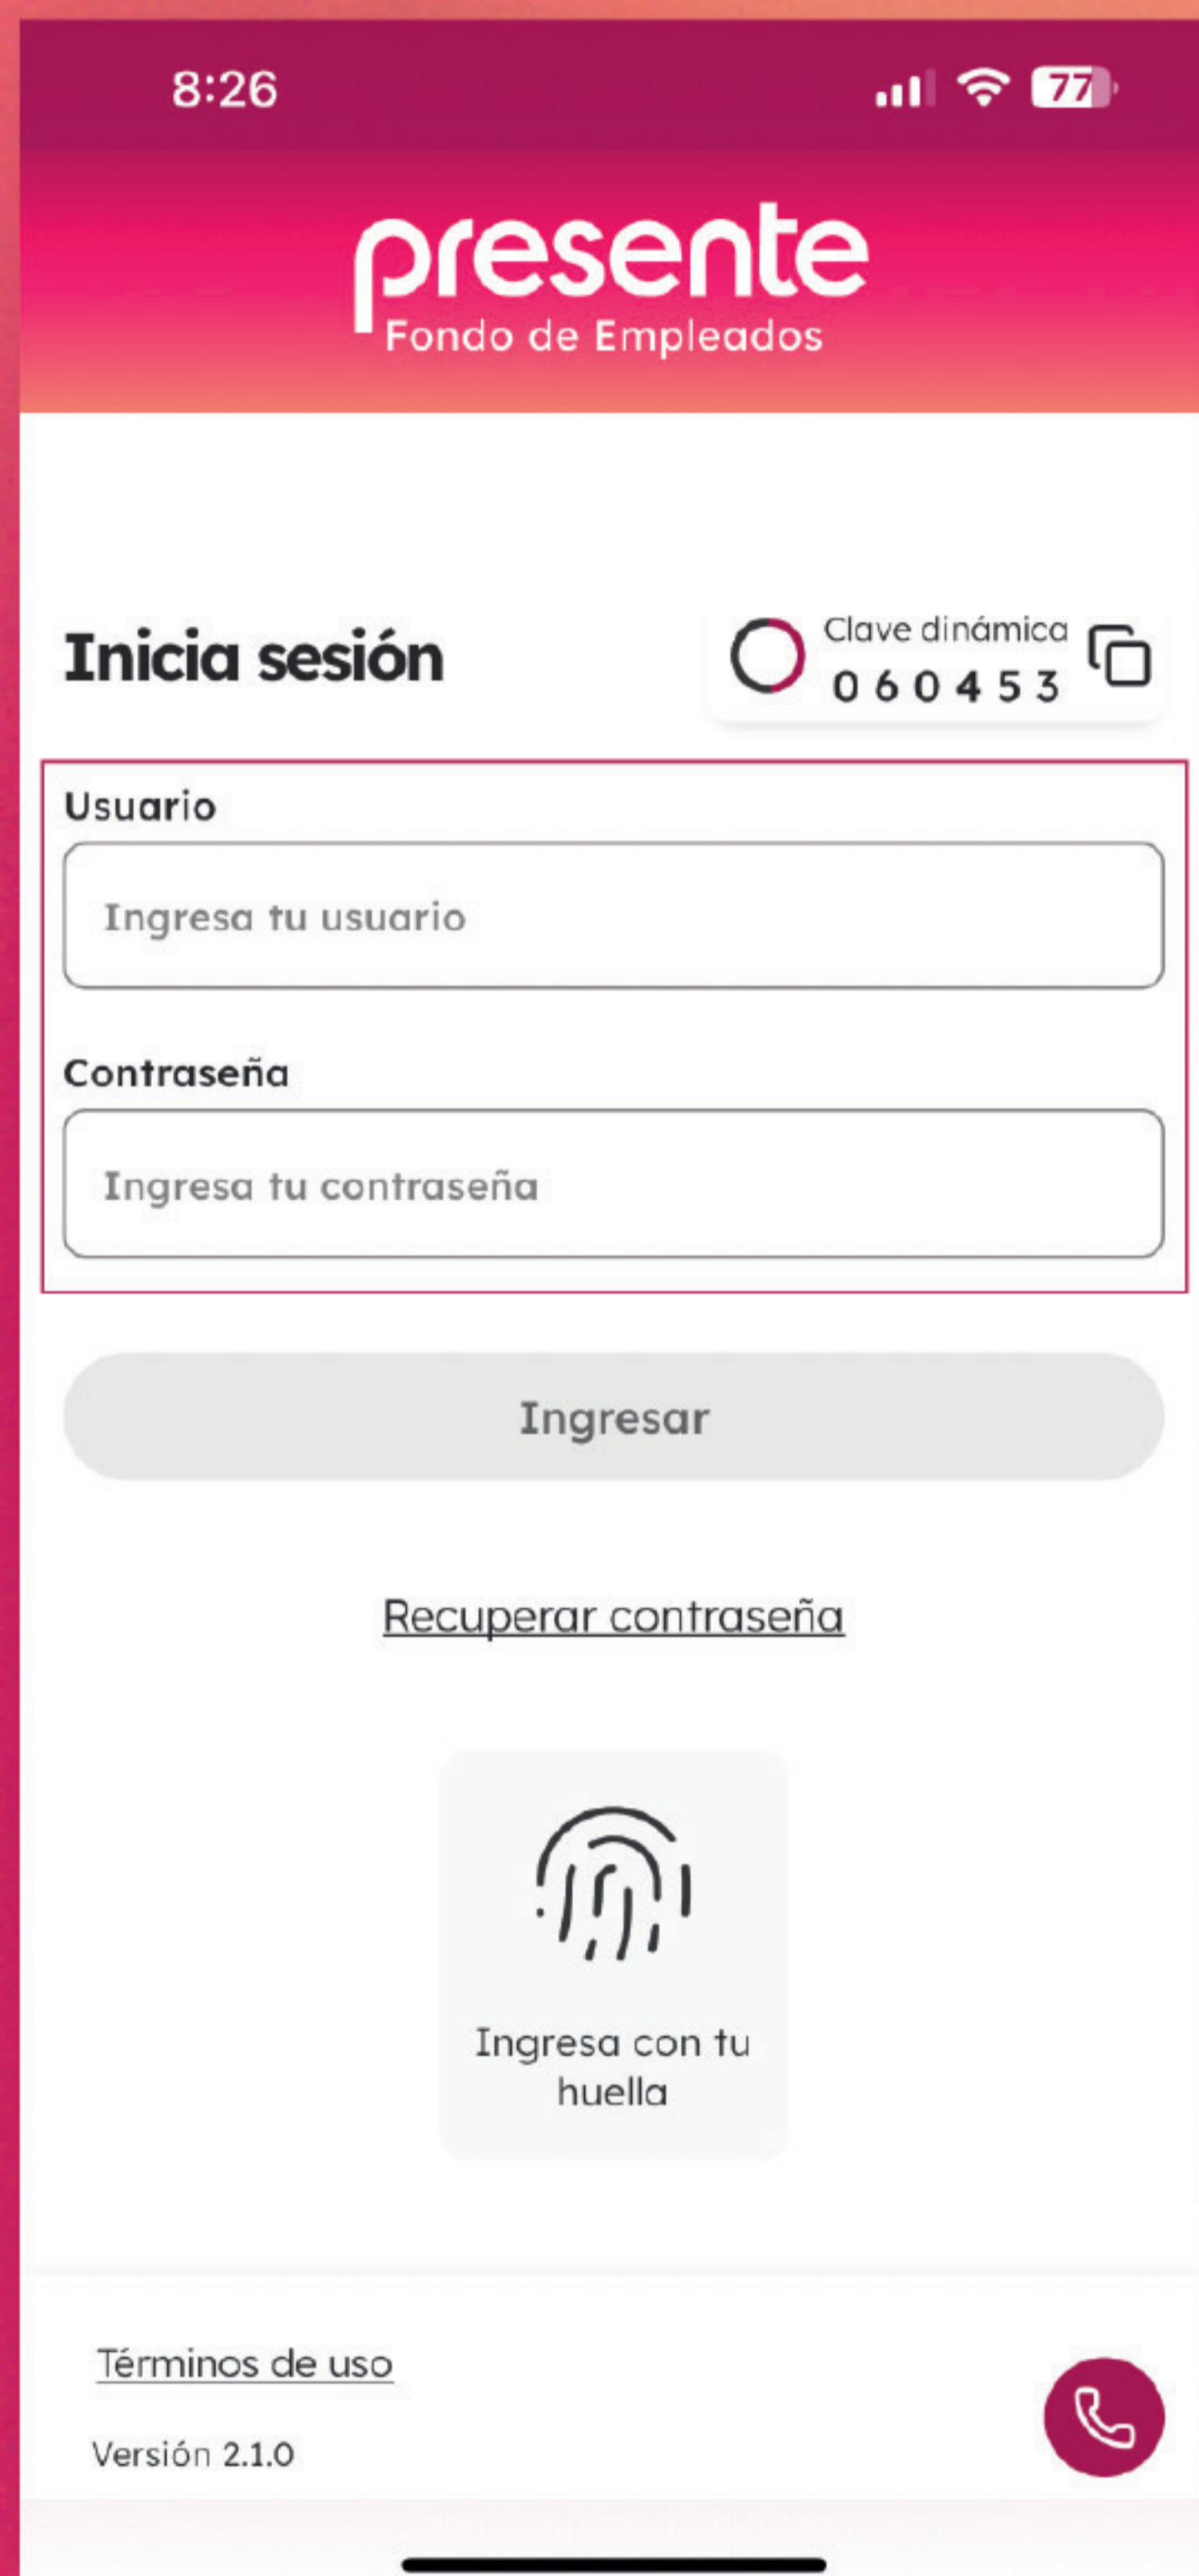 8:26
77
presente
Fondo de Empleados
Inicia sesión
Clave dinámica
0 6 0 4 5 3
Usuario
Ingresa tu usuario
Contraseña
Ingresa tu contraseña
Ingresar
Recuperar contraseña
Ingresa con tu
huella
Términos de uso
Versión 2.1.0